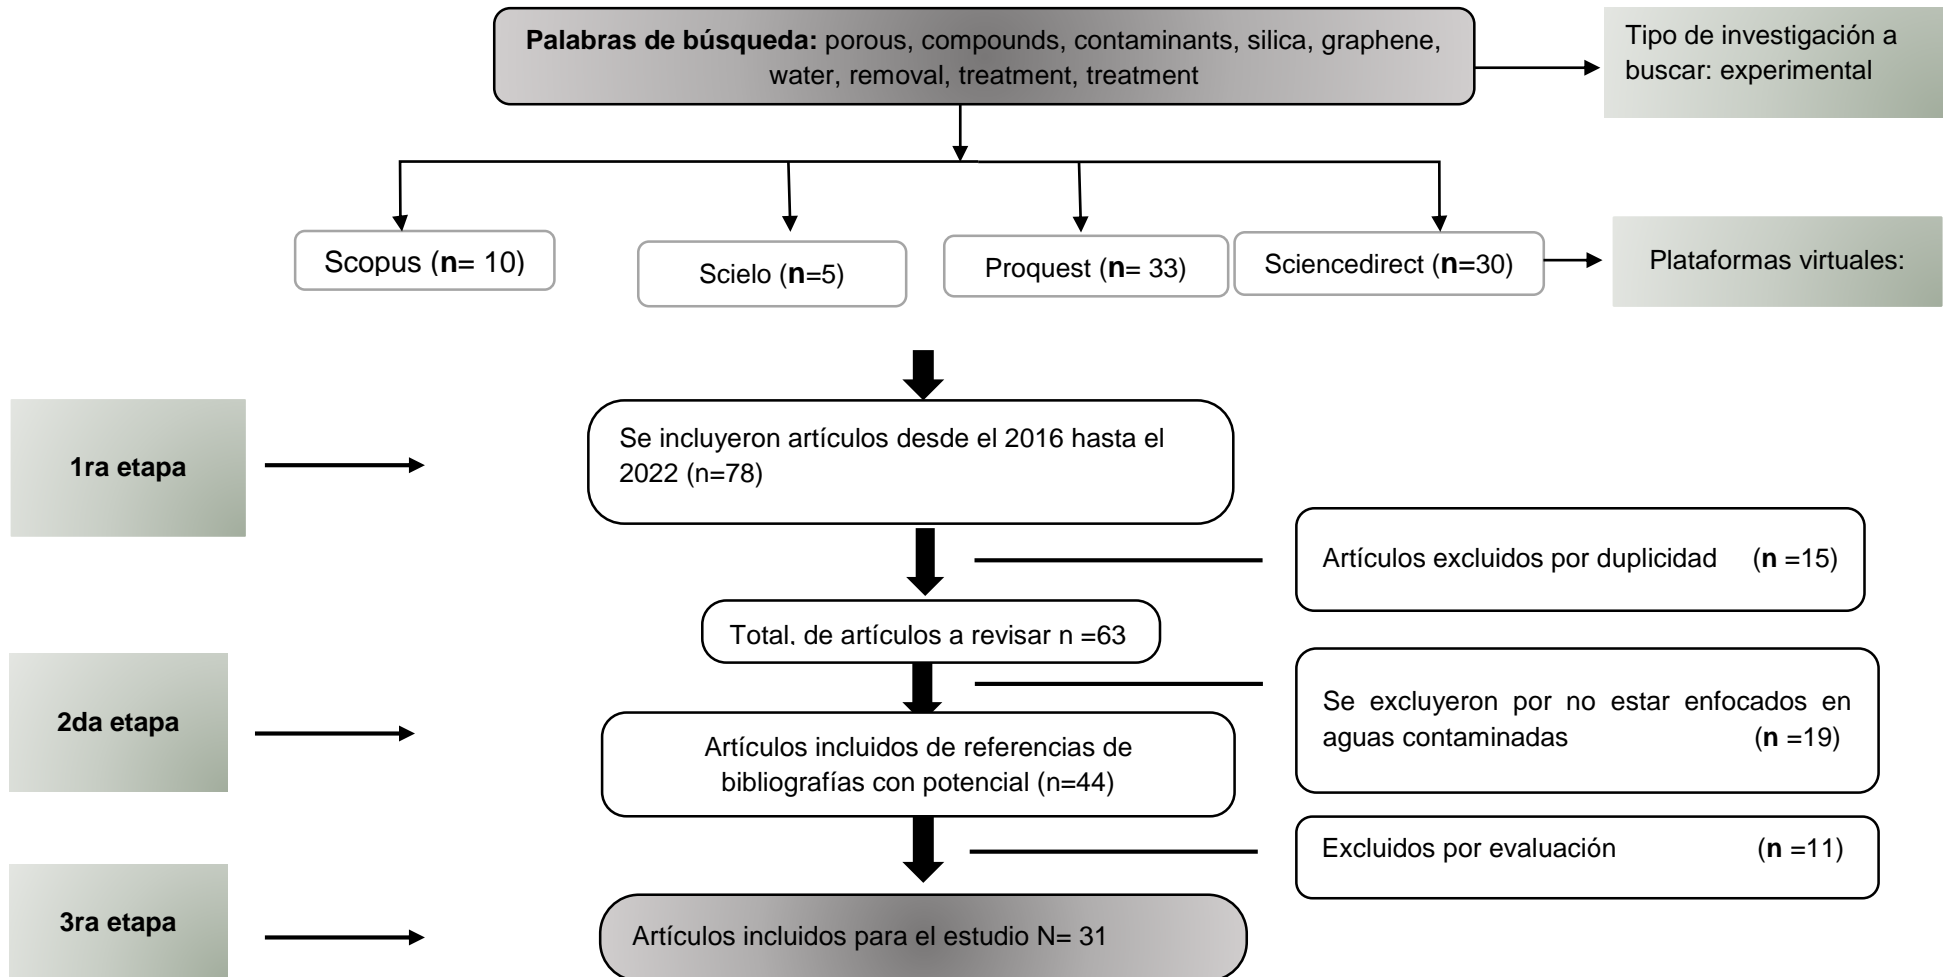 Palabras de búsqueda: porous, compounds, contaminants, silica, graphene,
water, removal, treatment, treatment
Tipo de investigación a
buscar: experimental
Scopus (n= 10)
Scielo (n=5)
Proquest (n= 33)
Sciencedirect (n=30)
Plataformas virtuales:
1ra etapa
Se incluyeron artículos desde el 2016 hasta el
2022 (n=78)
Artículos excluidos por duplicidad (n =15)
Total, de artículos a revisar n =63
2da etapa
Se excluyeron por no estar enfocados en
aguas contaminadas (n =19)
Artículos incluidos de referencias de
bibliografías con potencial (n=44)
Excluidos por evaluación (n =11)
3ra etapa
Artículos incluidos para el estudio N= 31